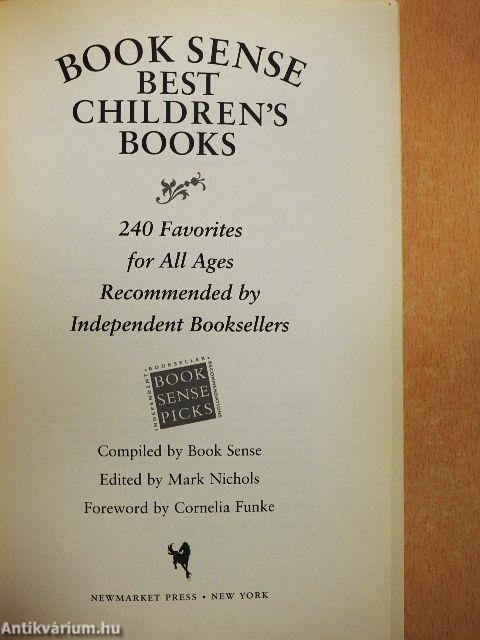 BOOK SENSE
BEST
CHILDREN'S
BOOKS
240 Favorites
for All Ages
Recommended by
Independent Booksellers
INDEPENDENT • BOOKSELLER • RECOMMENDATIONS
BOOK
SENSE
PICKS
Compiled by Book Sense
Edited by Mark Nichols
Foreword by Cornelia Funke
NEWMARKET PRESS • NEW YORK
Antikvárium.hu